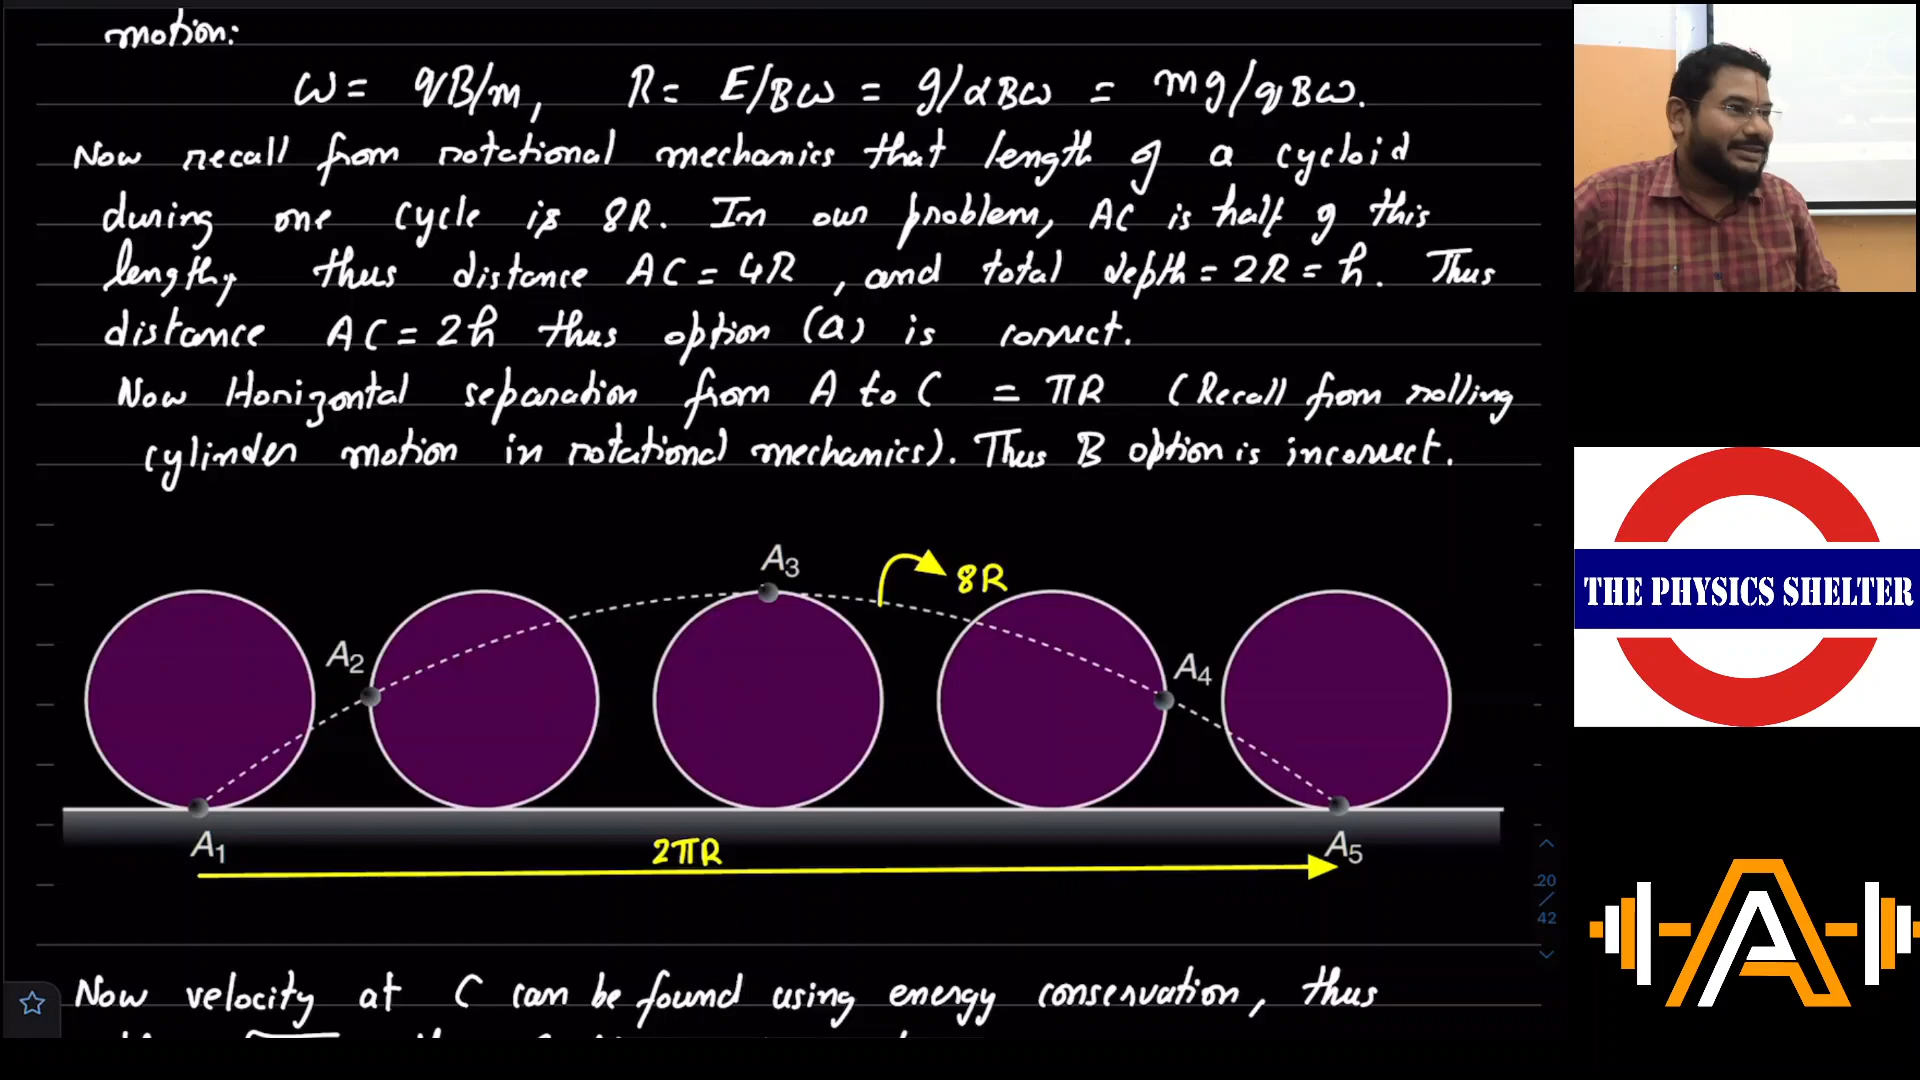 motion:
ω = qB/m, R = E/Bω = g/αBω = mg/qBω.
Now recall from rotational mechanics that length of a cycloid
during one cycle is 8R. In our problem, AC is half of this
length, thus distance AC = 4R, and total depth = 2R = h. Thus
distance AC = 2h thus option (a) is correct.
Now Horizontal separation from A to C = πR (Recall from rolling
cylinder motion in rotational mechanics). Thus B option is incorrect.
A3
8R
A2
A4
THE PHYSICS SHELTER
A1
2πR
A5
20
/
42
Now velocity at C can be found using energy conservation, thus
A